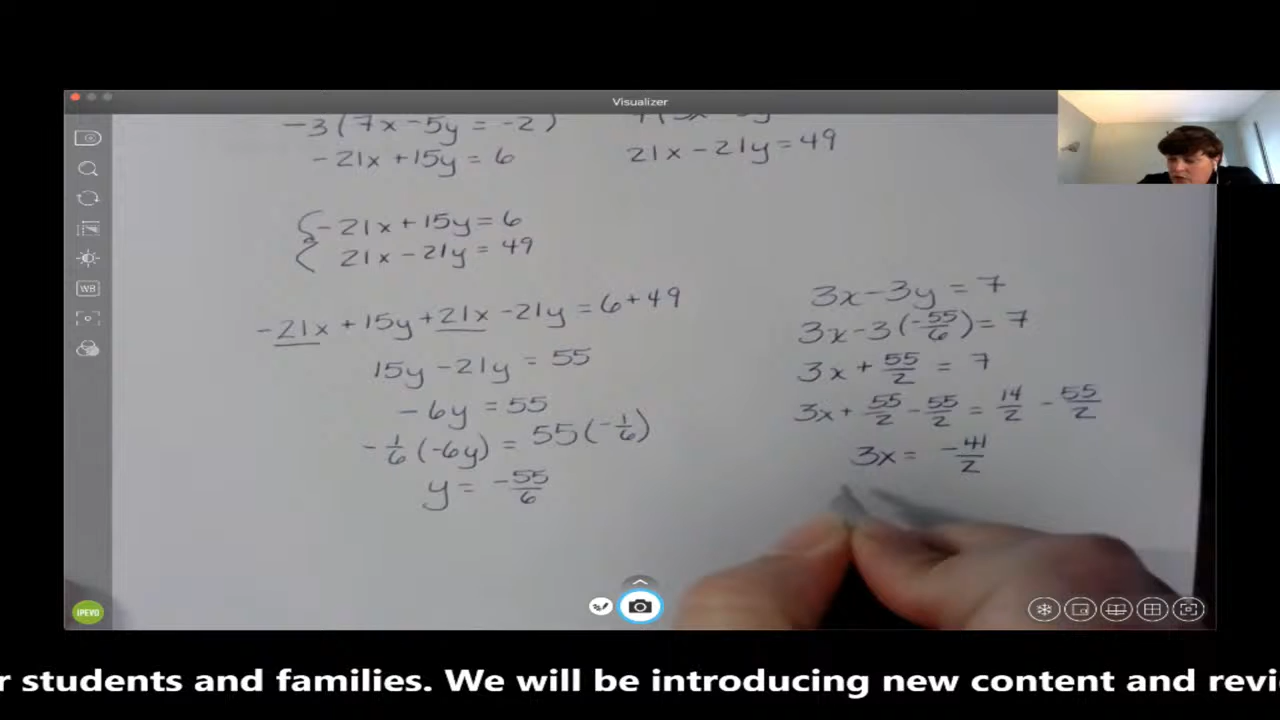 Visualizer
-3(7x-5y=-2)
-21x+15y=6
21x-21y=49
-21x+15y=6
21x-21y=49
-21x+15y+21x-21y=6+49
15y-21y=55
-6y=55
-1/6(-6y)=55(-1/6)
y=-55/6
3x-3y=7
3x-3(-55/6)=7
3x+55/2=7
3x+55/2-55/2=14/2-55/2
3x=-41/2
WB
IPEVO
students and families. We will be introducing new content and